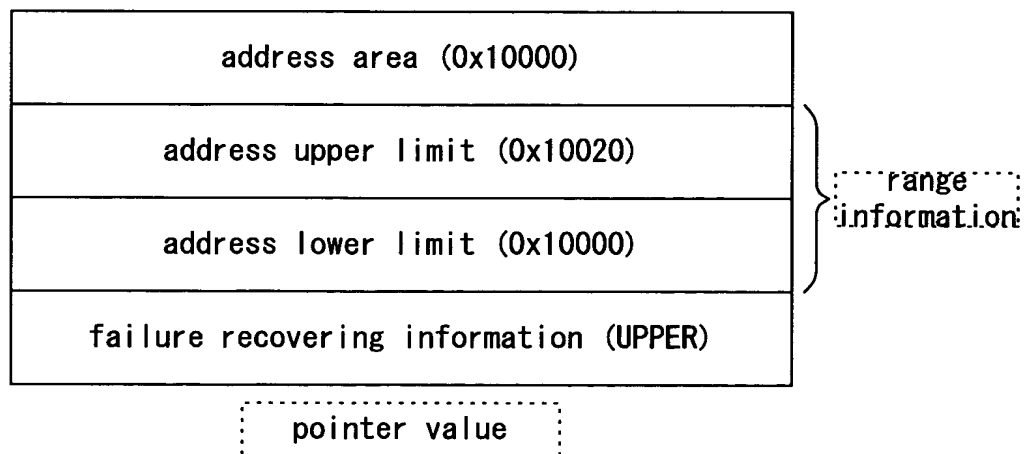 address area (0x10000)
address upper limit (0x10020)
range
information
address lower limit (0x10000)
failure recovering information (UPPER)
pointer value